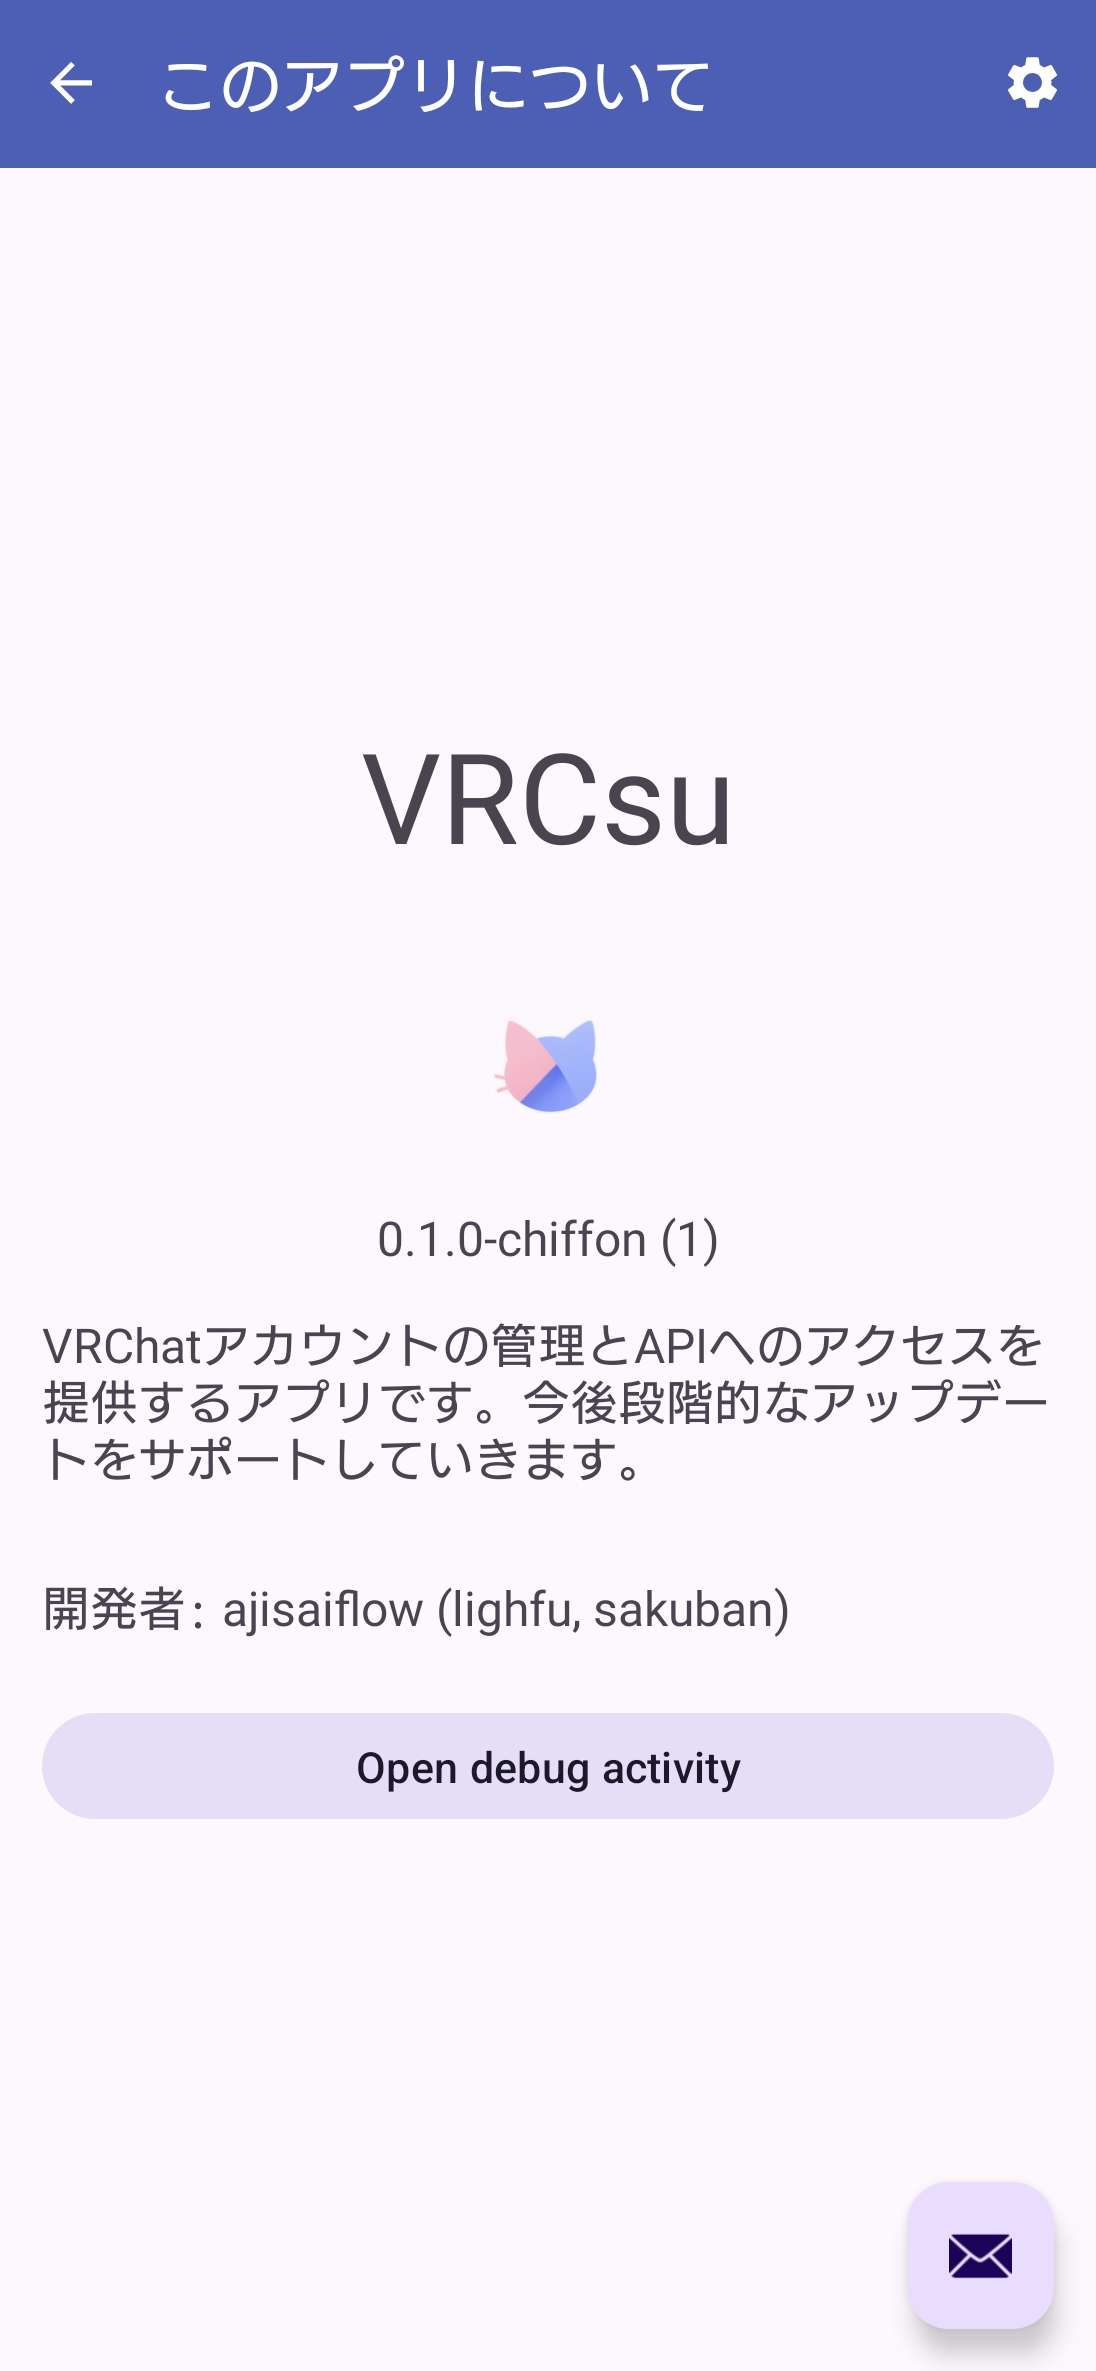 このアプリについて
VRCsu
0.1.0-chiffon (1)
VRChatアカウントの管理とAPIへのアクセスを
提供するアプリです。今後段階的なアップデー
トをサポートしていきます。
開発者: ajisaiflow (lighfu, sakuban)
Open debug activity